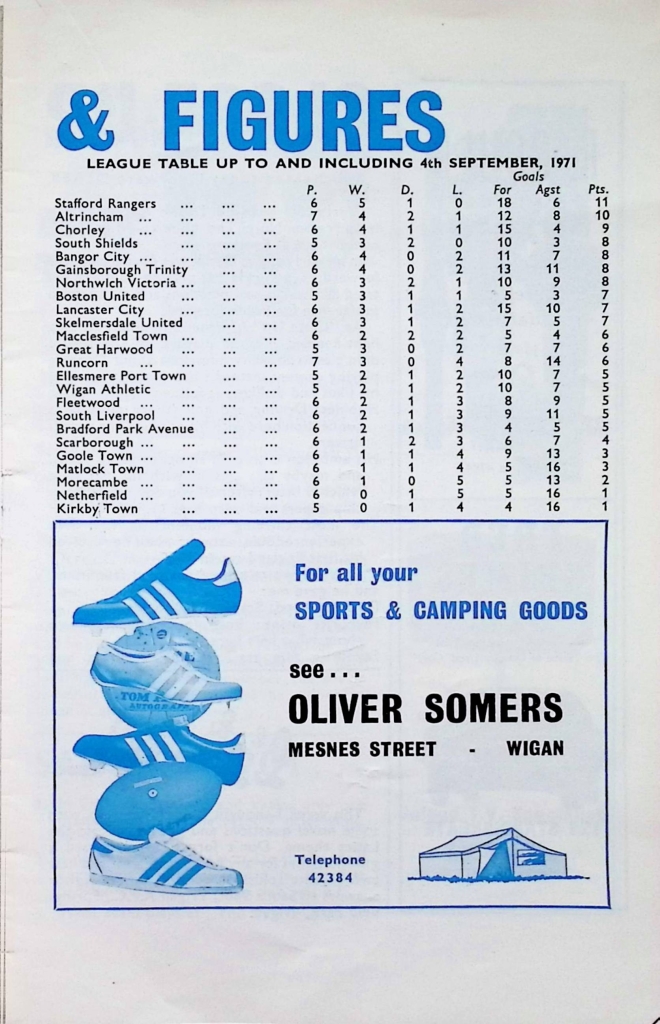 & FIGURES
LEAGUE TABLE UP TO AND INCLUDING 4th SEPTEMBER, 1971
Goals
P. W. D. L. For Agst Pts.
Stafford Rangers ... ... ... 6 5 1 0 18 6 11
Altrincham ... ... ... 7 4 2 1 12 8 10
Chorley ... ... ... 6 4 1 1 15 4 9
South Shields ... ... ... 5 3 2 0 10 3 8
Bangor City ... ... ... 6 4 0 2 11 7 8
Gainsborough Trinity ... ... 6 4 0 2 13 11 8
Northwich Victoria ... ... ... 6 3 2 1 10 9 8
Boston United ... ... ... 5 3 1 1 5 3 7
Lancaster City ... ... ... 6 3 1 2 15 10 7
Skelmersdale United ... ... 6 3 1 2 7 5 7
Macclesfield Town ... ... ... 6 2 2 2 5 4 6
Great Harwood ... ... ... 5 3 0 2 7 7 6
Runcorn ... ... ... 7 3 0 4 8 14 6
Ellesmere Port Town ... ... 5 2 1 2 10 7 5
Wigan Athletic ... ... ... 5 2 1 2 10 7 5
Fleetwood ... ... ... 6 2 1 3 8 9 5
South Liverpool ... ... ... 6 2 1 3 9 11 5
Bradford Park Avenue ... ... 6 2 1 3 4 5 5
Scarborough ... ... ... 6 1 2 3 6 7 4
Goole Town ... ... ... 6 1 1 4 9 13 3
Matlock Town ... ... ... 6 1 1 4 5 16 3
Morecambe ... ... ... 6 1 0 5 5 13 2
Netherfield ... ... ... 6 0 1 5 5 16 1
Kirkby Town ... ... ... 5 0 1 4 4 16 1
For all your
SPORTS & CAMPING GOODS
see...
OLIVER SOMERS
MESNES STREET - WIGAN
TOM
AUTOGRAPH
Telephone
42384